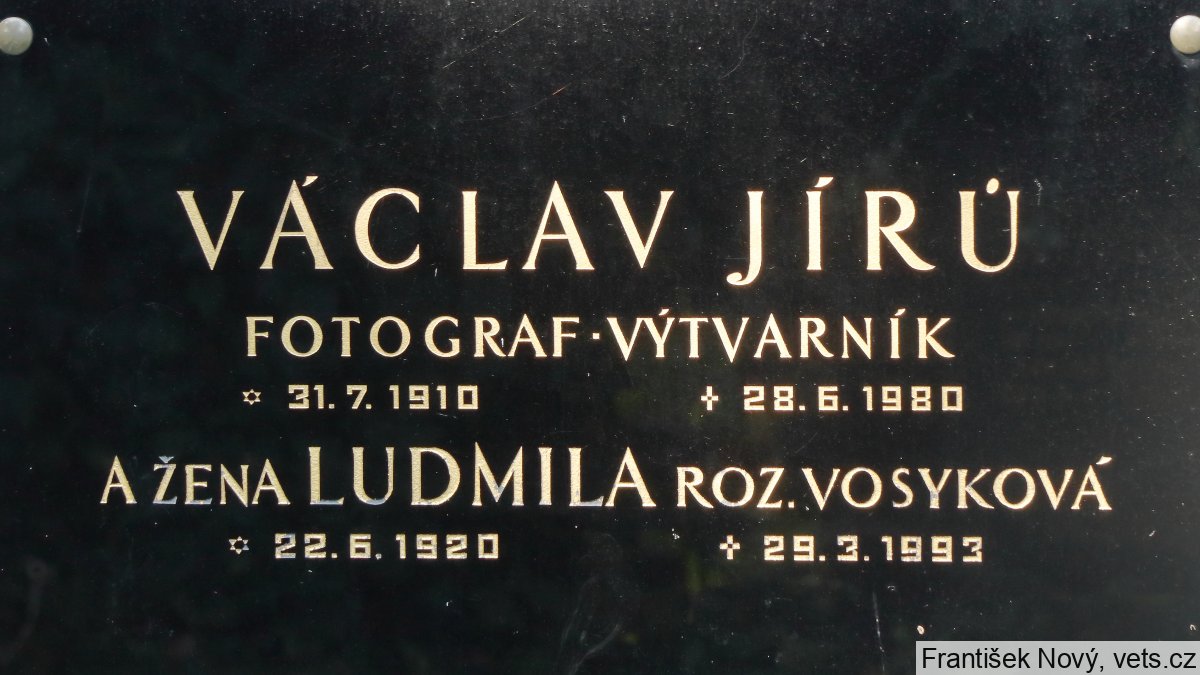 VÁCLAV JÍRŮ
FOTOGRAF·VÝTVARNÍK
✡ 31.7.1910 ✝ 28.6.1980
A ŽENA LUDMILA ROZ. VOSYKOVÁ
✡ 22.6.1920 ✝ 29.3.1993
František Nový, vets.cz